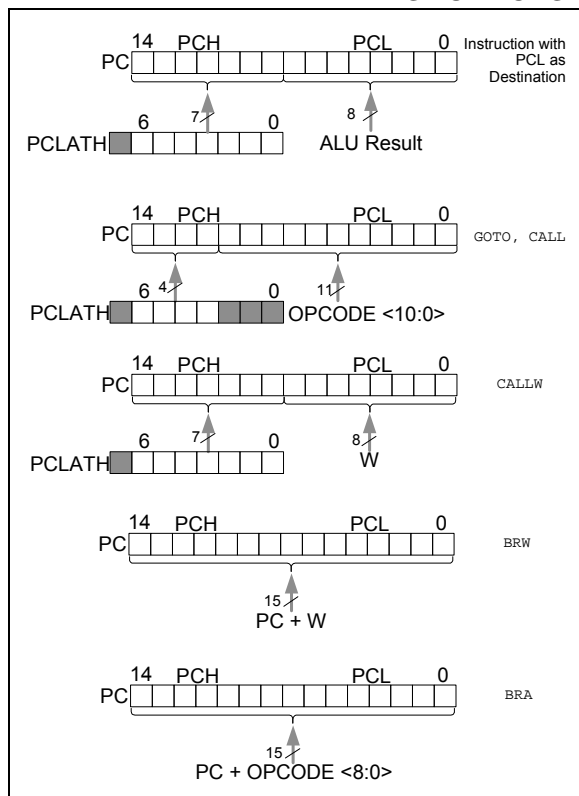 14 PCH PCL 0
PC
Instruction with
PCL as
Destination
7 8
6 0
PCLATH
ALU Result
14 PCH PCL 0
PC
GOTO, CALL
4 11
6 0
PCLATH OPCODE <10:0>
14 PCH PCL 0
PC
CALLW
7 8
6 0
PCLATH
W
14 PCH PCL 0
PC
BRW
15
PC + W
14 PCH PCL 0
PC
BRA
15
PC + OPCODE <8:0>